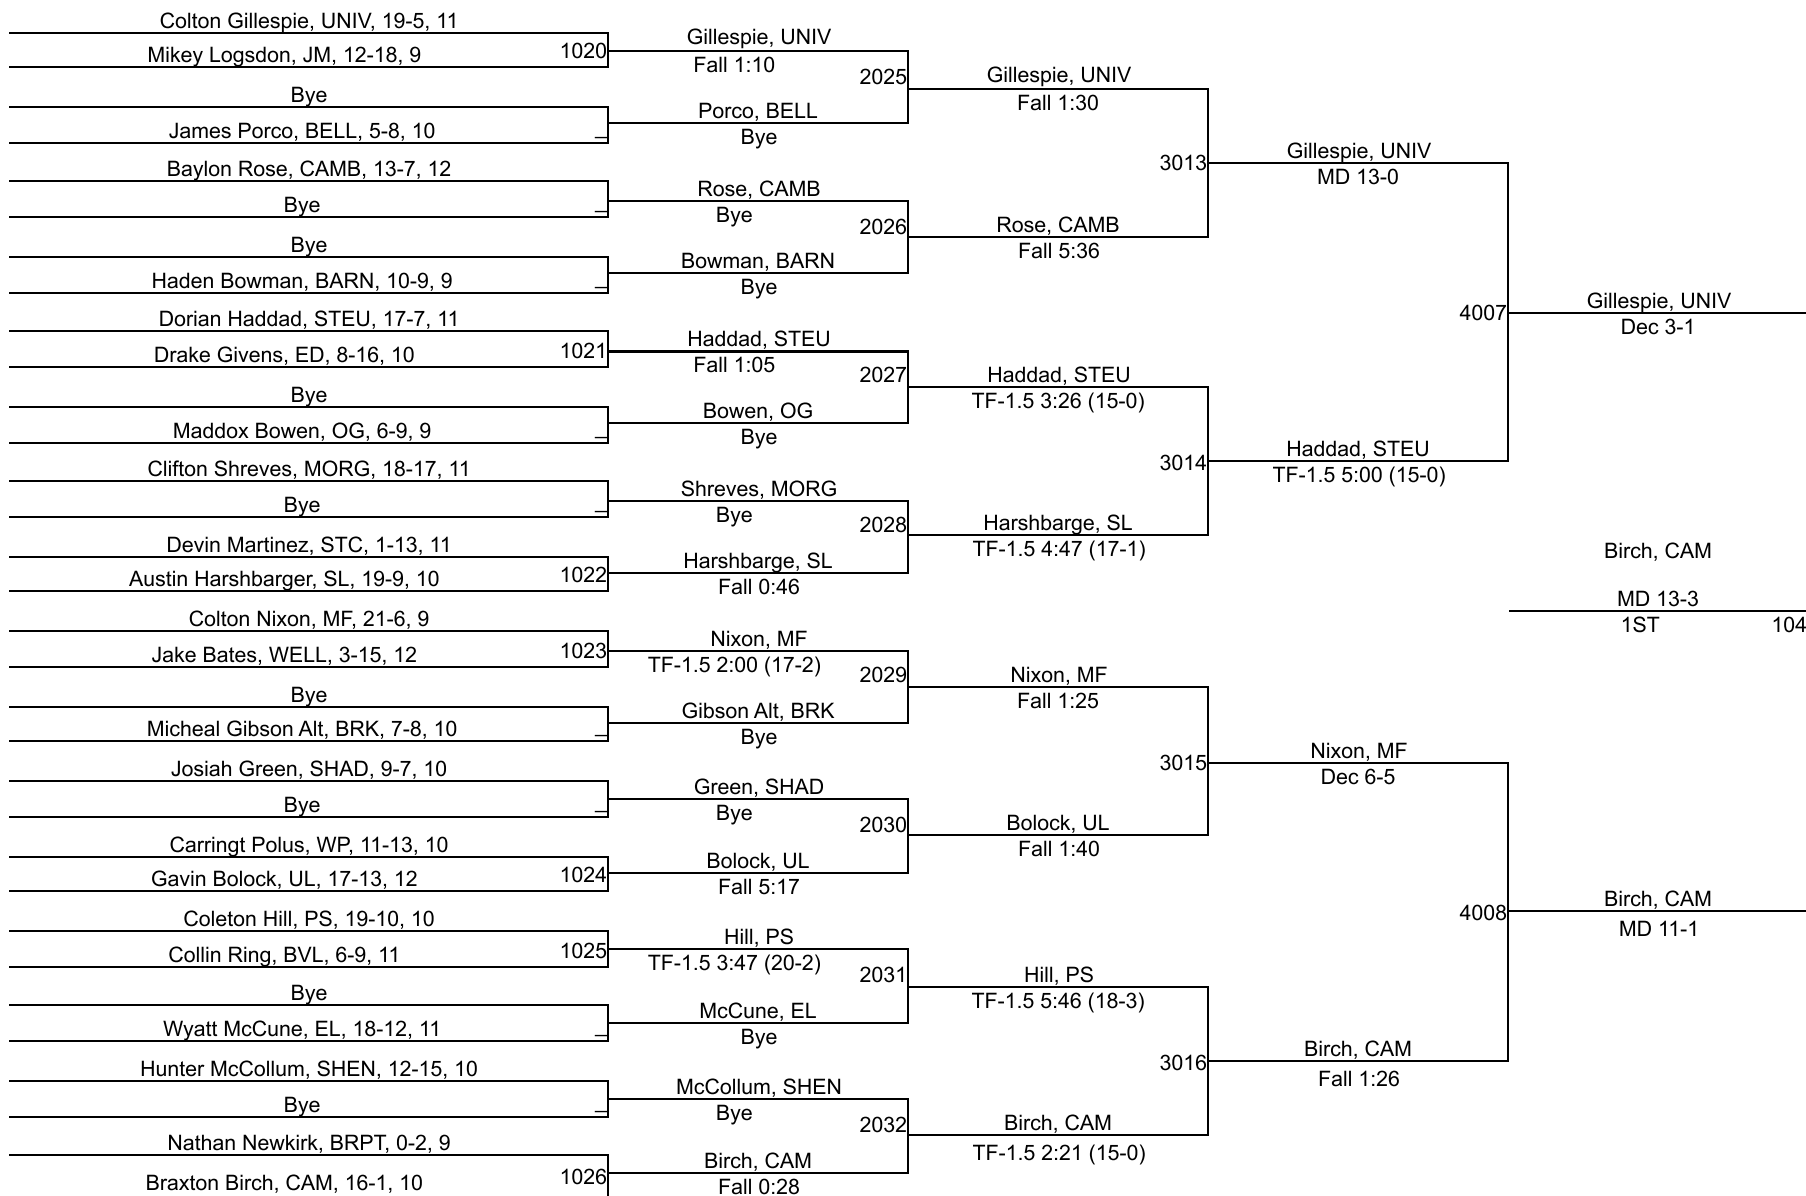 Colton Gillespie, UNIV, 19-5, 11
Mikey Logsdon, JM, 12-18, 9
1020
Bye
James Porco, BELL, 5-8, 10
Baylon Rose, CAMB, 13-7, 12
Bye
Bye
Haden Bowman, BARN, 10-9, 9
Dorian Haddad, STEU, 17-7, 11
Drake Givens, ED, 8-16, 10
1021
Bye
Maddox Bowen, OG, 6-9, 9
Clifton Shreves, MORG, 18-17, 11
Bye
Devin Martinez, STC, 1-13, 11
Austin Harshbarger, SL, 19-9, 10
1022
Colton Nixon, MF, 21-6, 9
Jake Bates, WELL, 3-15, 12
1023
Bye
Micheal Gibson Alt, BRK, 7-8, 10
Josiah Green, SHAD, 9-7, 10
Bye
Carringt Polus, WP, 11-13, 10
Gavin Bolock, UL, 17-13, 12
1024
Coleton Hill, PS, 19-10, 10
Collin Ring, BVL, 6-9, 11
1025
Bye
Wyatt McCune, EL, 18-12, 11
Hunter McCollum, SHEN, 12-15, 10
Bye
Nathan Newkirk, BRPT, 0-2, 9
Braxton Birch, CAM, 16-1, 10
1026
Gillespie, UNIV
Fall 1:10
2025
Porco, BELL
Bye
Rose, CAMB
Bye
2026
Bowman, BARN
Bye
Haddad, STEU
Fall 1:05
2027
Bowen, OG
Bye
Shreves, MORG
Bye
2028
Harshbarge, SL
Fall 0:46
Nixon, MF
TF-1.5 2:00 (17-2)
2029
Gibson Alt, BRK
Bye
Green, SHAD
Bye
2030
Bolock, UL
Fall 5:17
Hill, PS
TF-1.5 3:47 (20-2)
2031
McCune, EL
Bye
McCollum, SHEN
Bye
2032
Birch, CAM
Fall 0:28
Gillespie, UNIV
Fall 1:30
3013
Rose, CAMB
Fall 5:36
Haddad, STEU
TF-1.5 3:26 (15-0)
3014
Harshbarge, SL
TF-1.5 4:47 (17-1)
Nixon, MF
Fall 1:25
3015
Bolock, UL
Fall 1:40
Hill, PS
TF-1.5 5:46 (18-3)
3016
Birch, CAM
TF-1.5 2:21 (15-0)
Gillespie, UNIV
MD 13-0
4007
Haddad, STEU
TF-1.5 5:00 (15-0)
Nixon, MF
Dec 6-5
4008
Birch, CAM
Fall 1:26
Gillespie, UNIV
Dec 3-1
Birch, CAM
MD 13-3
1ST
104
Birch, CAM
MD 11-1